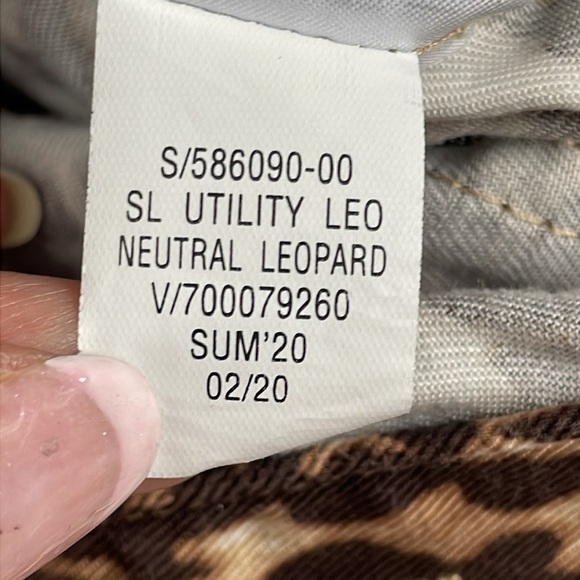 S/586090-00
SL UTILITY LEO
NEUTRAL LEOPARD
V/700079260
SUM'20
02/20